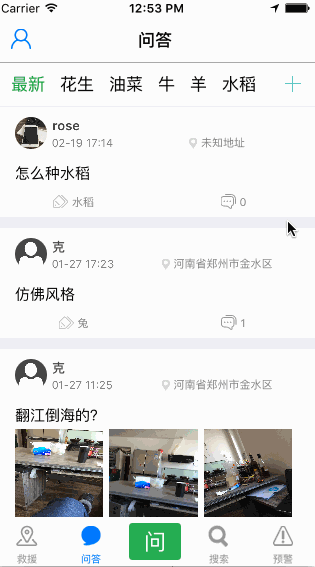 Carrier 12:53 PM
问答
最新 花生 油菜 牛 羊 水稻
rose
02-19 17:14 未知地址
怎么种水稻
水稻 0
克
01-27 17:23 河南省郑州市金水区
仿佛风格
兔 1
克
01-27 11:25 河南省郑州市金水区
翻江倒海的?
救援 问答 问 搜索 预警